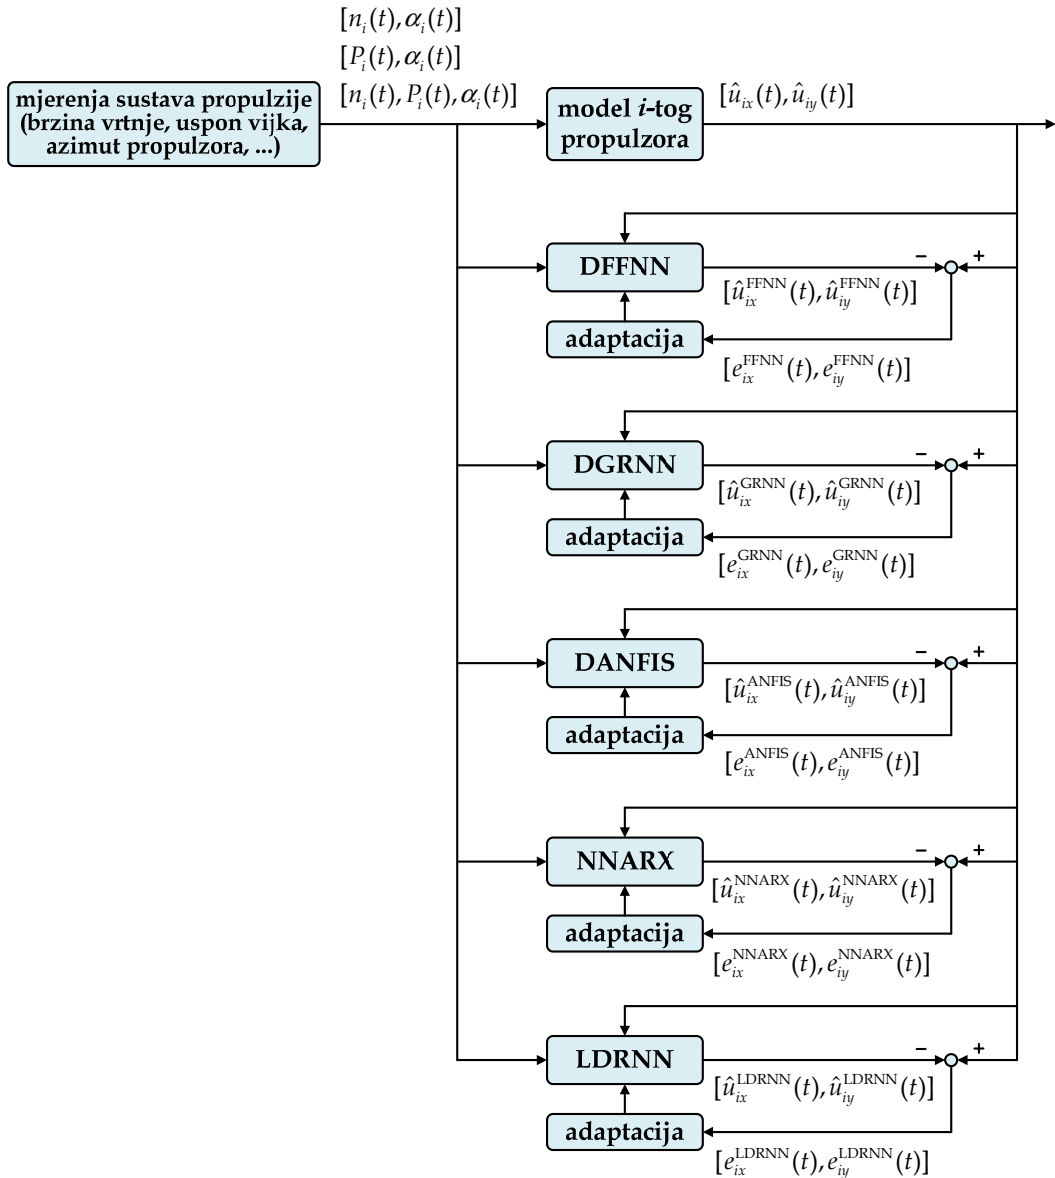 [n_i(t), α_i(t)]
[P_i(t), α_i(t)]
[n_i(t), P_i(t), α_i(t)]
mjerenja sustava propulzije
(brzina vrtnje, uspon vijka,
azimut propulzora, ...)
model i-tog
propulzora
[û_ix(t), û_iy(t)]
DFFNN
− +
[û_ix^FFNN(t), û_iy^FFNN(t)]
adaptacija
[e_ix^FFNN(t), e_iy^FFNN(t)]
DGRNN
− +
[û_ix^GRNN(t), û_iy^GRNN(t)]
adaptacija
[e_ix^GRNN(t), e_iy^GRNN(t)]
DANFIS
− +
[û_ix^ANFIS(t), û_iy^ANFIS(t)]
adaptacija
[e_ix^ANFIS(t), e_iy^ANFIS(t)]
NNARX
− +
[û_ix^NNARX(t), û_iy^NNARX(t)]
adaptacija
[e_ix^NNARX(t), e_iy^NNARX(t)]
LDRNN
− +
[û_ix^LDRNN(t), û_iy^LDRNN(t)]
adaptacija
[e_ix^LDRNN(t), e_iy^LDRNN(t)]